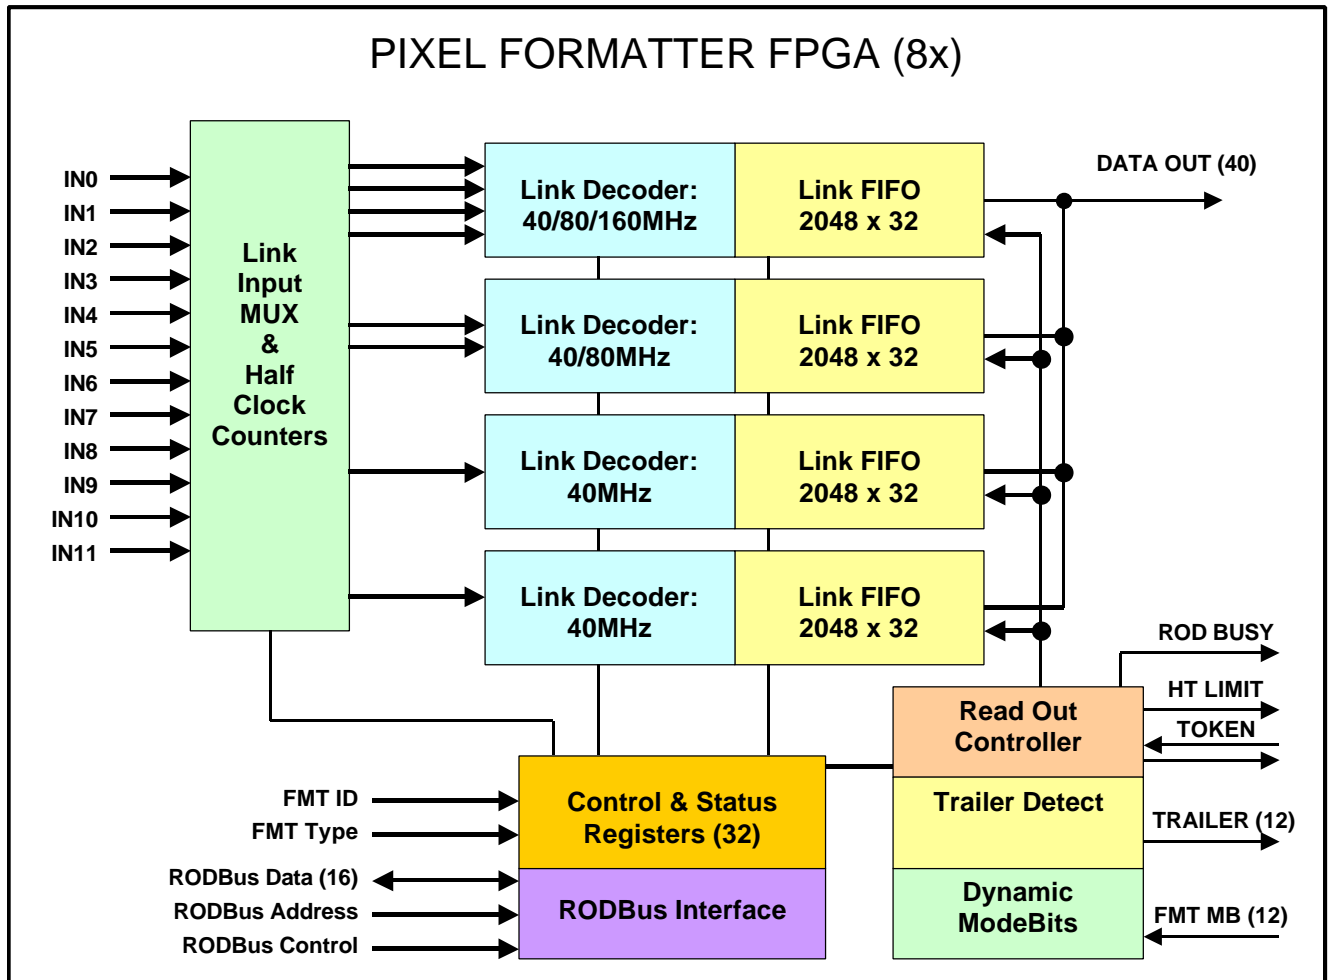 PIXEL FORMATTER FPGA (8x)
IN0
IN1
IN2
IN3
IN4
IN5
IN6
IN7
IN8
IN9
IN10
IN11
Link
Input
MUX
&
Half
Clock
Counters
Link Decoder:
40/80/160MHz
Link FIFO
2048 x 32
Link Decoder:
40/80MHz
Link FIFO
2048 x 32
Link Decoder:
40MHz
Link FIFO
2048 x 32
Link Decoder:
40MHz
Link FIFO
2048 x 32
DATA OUT (40)
ROD BUSY
HT LIMIT
TOKEN
TRAILER (12)
FMT MB (12)
Read Out
Controller
Trailer Detect
Dynamic
ModeBits
FMT ID
FMT Type
RODBus Data (16)
RODBus Address
RODBus Control
Control & Status
Registers (32)
RODBus Interface